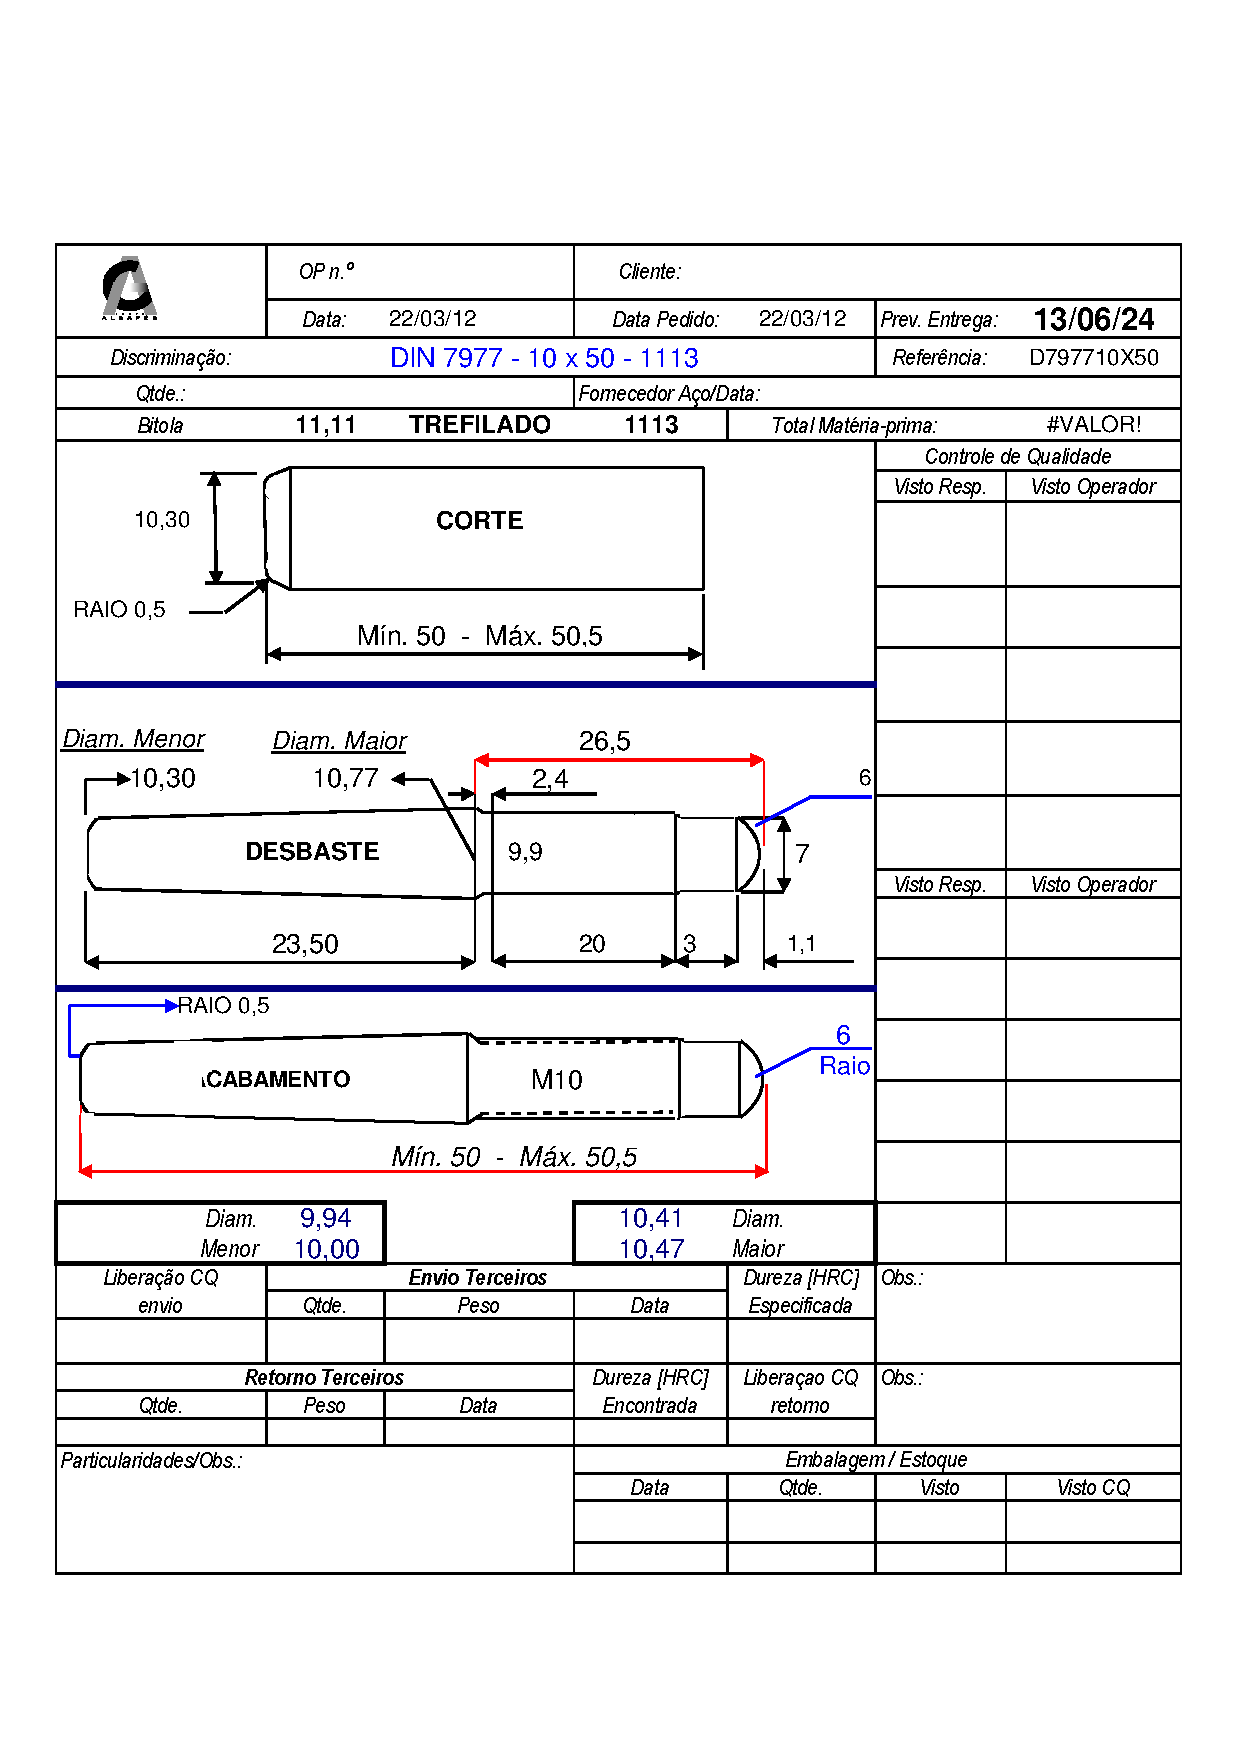 ALBAPES
OP n.º Cliente:
Data: 22/03/12 Data Pedido: 22/03/12 Prev. Entrega: 13/06/24
Discriminação: DIN 7977 - 10 x 50 - 1113 Referência: D797710X50
Qtde.: Fornecedor Aço/Data:
Bitola 11,11 TREFILADO 1113 Total Matéria-prima: #VALOR!
Controle de Qualidade
Visto Resp. Visto Operador
10,30 CORTE
RAIO 0,5
Mín. 50 - Máx. 50,5
Diam. Menor Diam. Maior 26,5
10,30 10,77 2,4 6
DESBASTE 9,9 7
Visto Resp. Visto Operador
23,50 20 3 1,1
RAIO 0,5
6
Raio
ACABAMENTO M10
Mín. 50 - Máx. 50,5
Diam. 9,94 10,41 Diam.
Menor 10,00 10,47 Maior
Liberação CQ Envio Terceiros Dureza [HRC] Obs.:
envio Qtde. Peso Data Especificada
Retorno Terceiros Dureza [HRC] Liberaçao CQ Obs.:
Qtde. Peso Data Encontrada retorno
Particularidades/Obs.: Embalagem / Estoque
Data Qtde. Visto Visto CQ